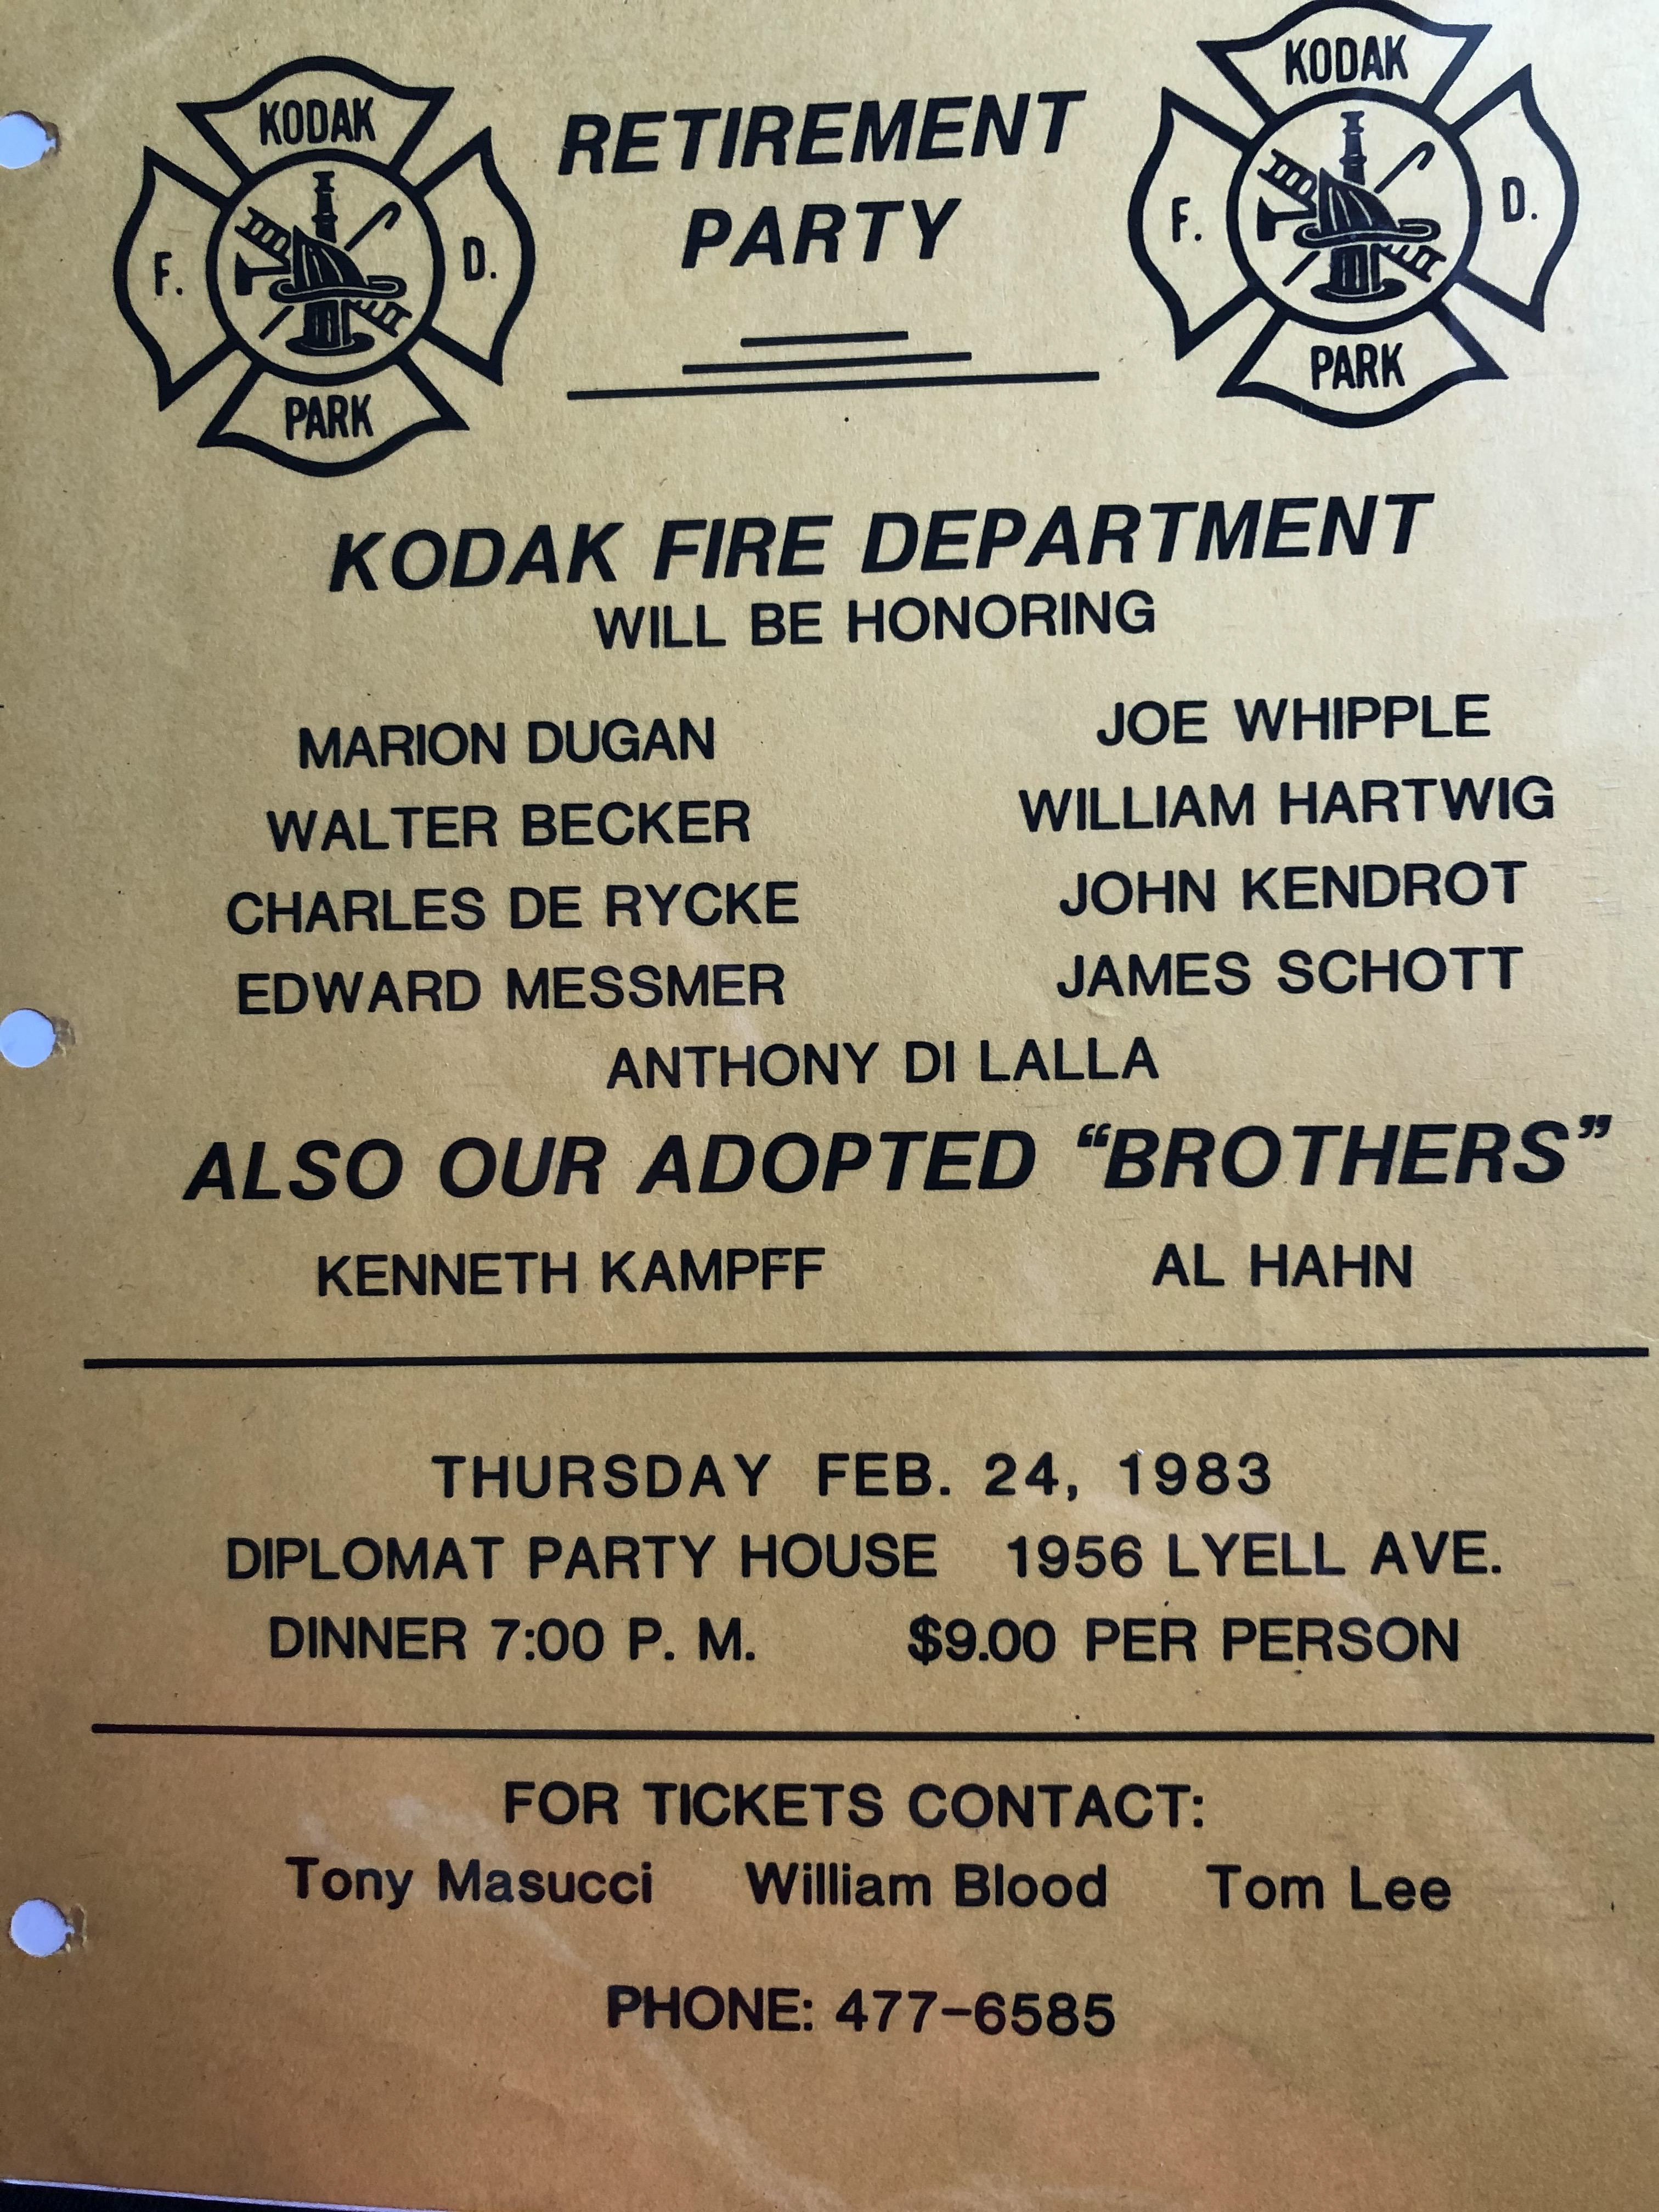 KODAK
F. D.
PARK
RETIREMENT
PARTY
KODAK
F. D.
PARK
KODAK FIRE DEPARTMENT
WILL BE HONORING
MARION DUGAN JOE WHIPPLE
WALTER BECKER WILLIAM HARTWIG
CHARLES DE RYCKE JOHN KENDROT
EDWARD MESSMER JAMES SCHOTT
ANTHONY DI LALLA
ALSO OUR ADOPTED “BROTHERS”
KENNETH KAMPFF AL HAHN
THURSDAY FEB. 24, 1983
DIPLOMAT PARTY HOUSE 1956 LYELL AVE.
DINNER 7:00 P. M. $9.00 PER PERSON
FOR TICKETS CONTACT:
Tony Masucci William Blood Tom Lee
PHONE: 477-6585